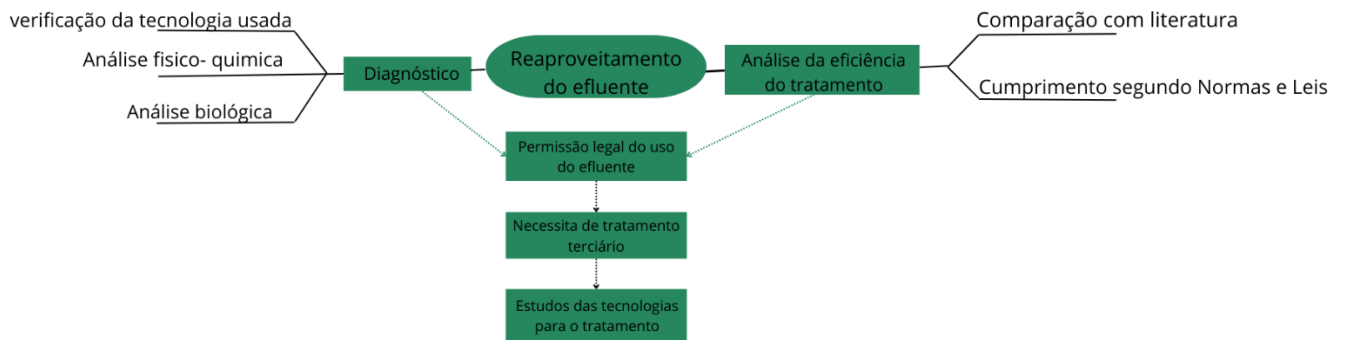 verificação da tecnologia usada
Análise fisico- quimica
Análise biológica
Diagnóstico
Reaproveitamento
do efluente
Análise da eficiência
do tratamento
Comparação com literatura
Cumprimento segundo Normas e Leis
Permissão legal do uso
do efluente
Necessita de tratamento
terciário
Estudos das tecnologias
para o tratamento